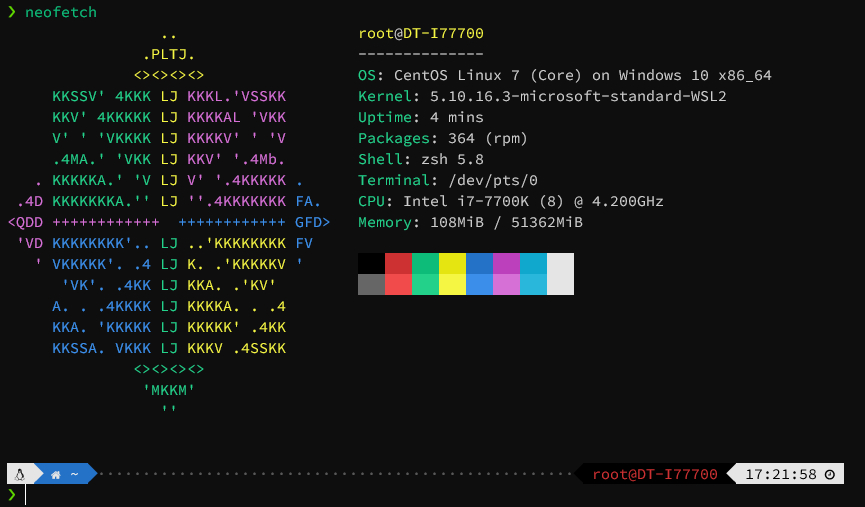 ❯ neofetch
..
.PLTJ.
<><><><>
KKSSV' 4KKK LJ KKKL.'VSSKK
KKV' 4KKKKK LJ KKKKAL 'VKK
V' ' 'VKKKK LJ KKKKV' ' 'V
.4MA.' 'VKK LJ KKV' '.4Mb.
. KKKKKA.' 'V LJ V' '.4KKKKK .
.4D KKKKKKKA.'' LJ ''.4KKKKKKK FA.
<QDD ++++++++++++  ++++++++++++ GFD>
'VD KKKKKKKK'.. LJ ..'KKKKKKKK FV
' VKKKKK'. .4 LJ K. .'KKKKKV '
'VK'. .4KK LJ KKA. .'KV'
A. . .4KKKK LJ KKKKA. . .4
KKA. 'KKKKK LJ KKKKK' .4KK
KKSSA. VKKK LJ KKKV .4SSKK
<><><><>
'MKKM'
''
root@DT-I77700
--------------
OS: CentOS Linux 7 (Core) on Windows 10 x86_64
Kernel: 5.10.16.3-microsoft-standard-WSL2
Uptime: 4 mins
Packages: 364 (rpm)
Shell: zsh 5.8
Terminal: /dev/pts/0
CPU: Intel i7-7700K (8) @ 4.200GHz
Memory: 108MiB / 51362MiB
~ root@DT-I77700 17:21:58
❯